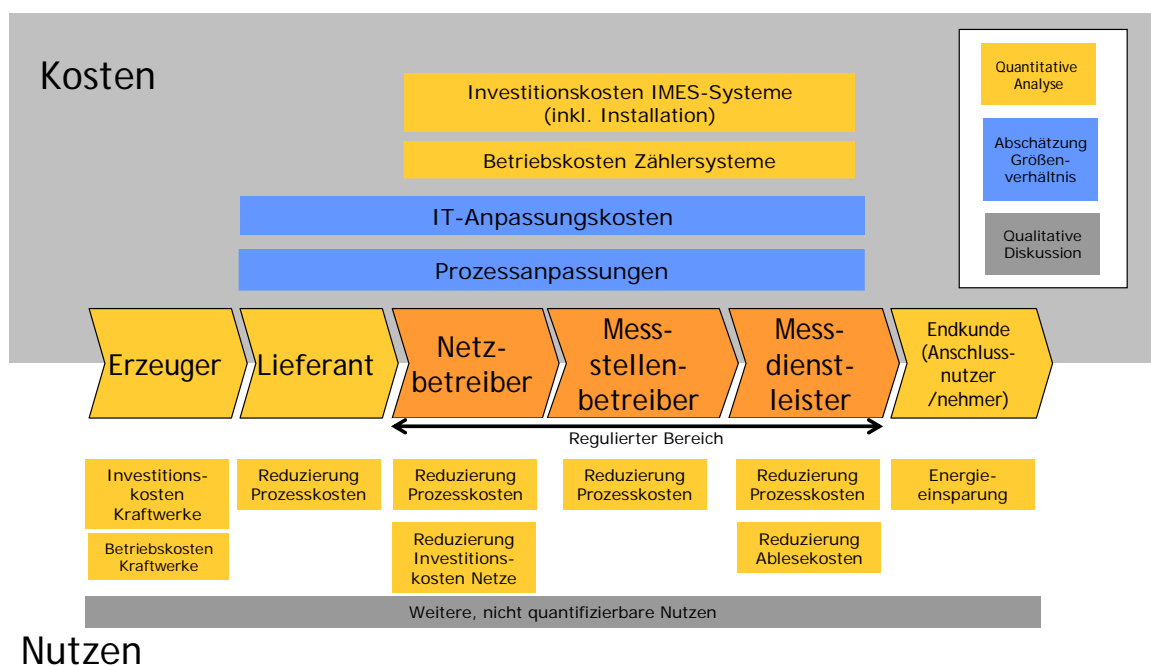 Kosten
Investitionskosten IMES-Systeme
(inkl. Installation)
Betriebskosten Zählersysteme
IT-Anpassungskosten
Prozessanpassungen
Quantitative
Analyse
Abschätzung
Größen-
verhältnis
Qualitative
Diskussion
Erzeuger
Lieferant
Netz-
betreiber
Mess-
stellen-
betreiber
Mess-
dienst-
leister
Endkunde
(Anschluss-
nutzer
/nehmer)
Regulierter Bereich
Investitions-
kosten
Kraftwerke
Betriebskosten
Kraftwerke
Reduzierung
Prozesskosten
Reduzierung
Prozesskosten
Reduzierung
Investitions-
kosten Netze
Reduzierung
Prozesskosten
Reduzierung
Prozesskosten
Reduzierung
Ablesekosten
Energie-
einsparung
Weitere, nicht quantifizierbare Nutzen
Nutzen